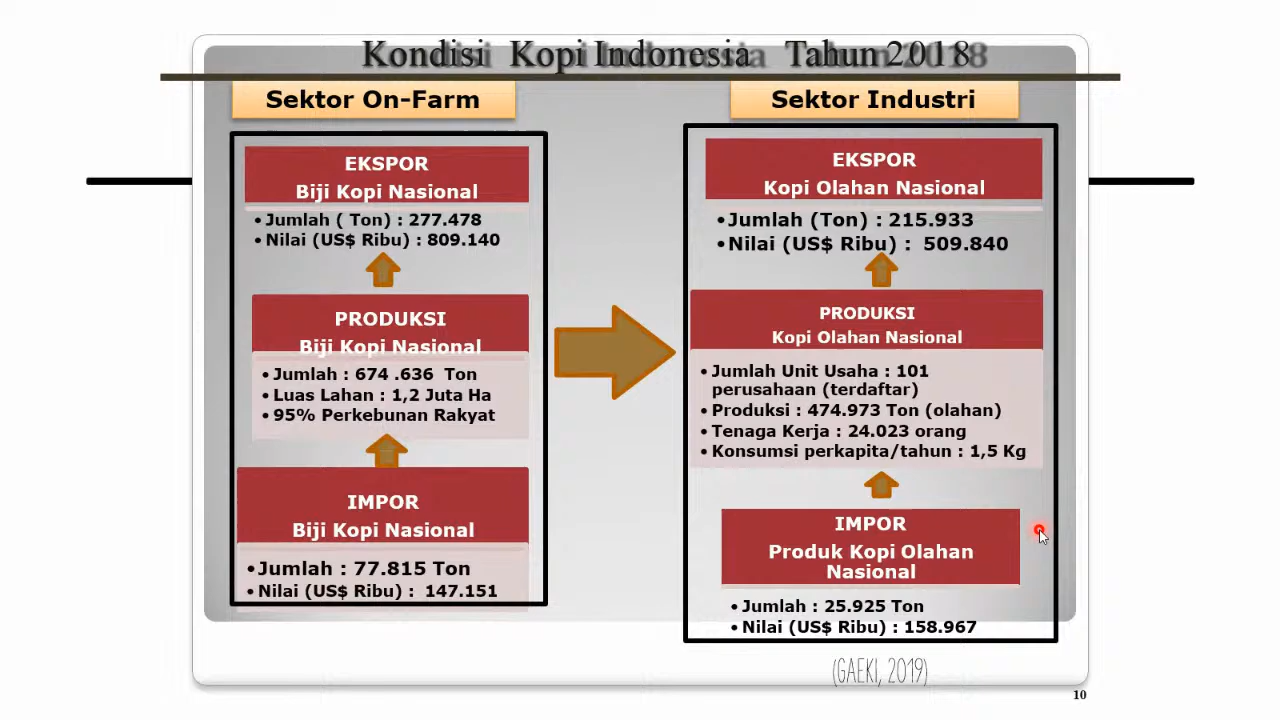 Kondisi Kopi Indonesia Tahun 2018
Sektor On-Farm
EKSPOR
Biji Kopi Nasional
• Jumlah ( Ton) : 277.478
• Nilai (US$ Ribu) : 809.140
PRODUKSI
Biji Kopi Nasional
• Jumlah : 674 .636 Ton
• Luas Lahan : 1,2 Juta Ha
• 95% Perkebunan Rakyat
IMPOR
Biji Kopi Nasional
•Jumlah : 77.815 Ton
• Nilai (US$ Ribu) : 147.151
Sektor Industri
EKSPOR
Kopi Olahan Nasional
•Jumlah (Ton) : 215.933
•Nilai (US$ Ribu) : 509.840
PRODUKSI
Kopi Olahan Nasional
• Jumlah Unit Usaha : 101
perusahaan (terdaftar)
• Produksi : 474.973 Ton (olahan)
• Tenaga Kerja : 24.023 orang
• Konsumsi perkapita/tahun : 1,5 Kg
IMPOR
Produk Kopi Olahan
Nasional
• Jumlah : 25.925 Ton
• Nilai (US$ Ribu) : 158.967
(GAEKI, 2019)
10